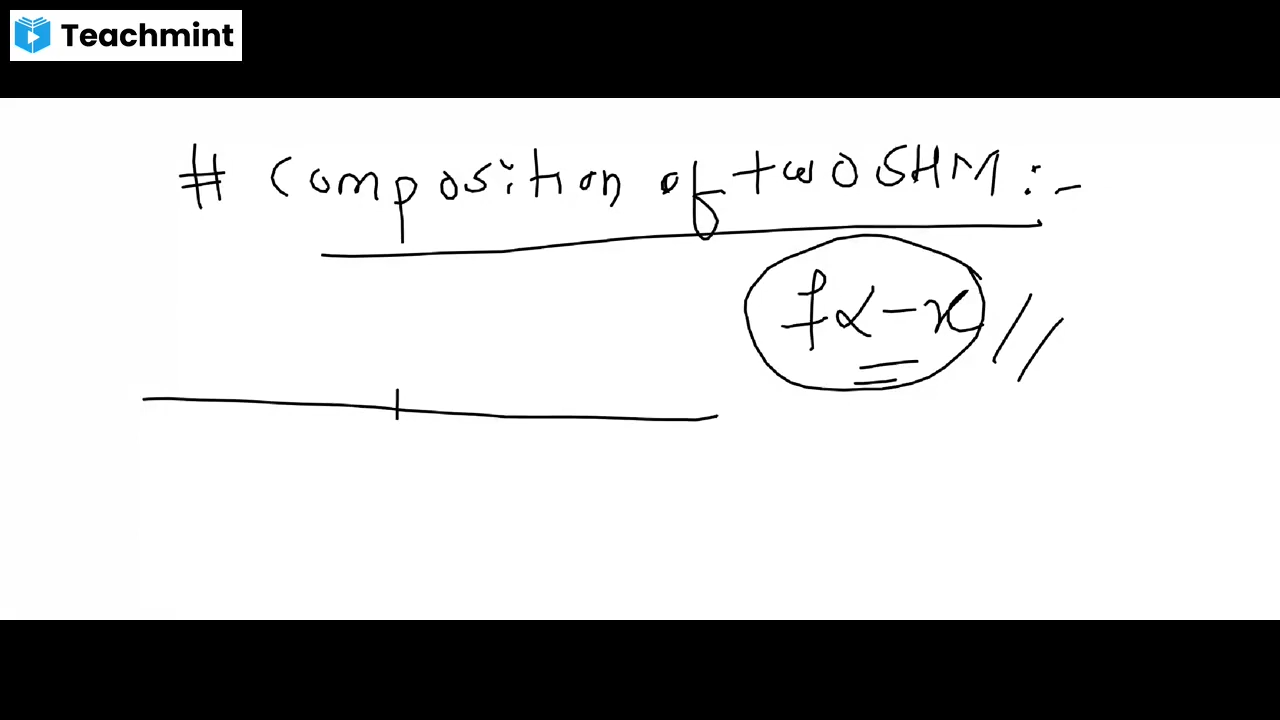 Teachmint
# Composition of two SHM :-
f α - x //